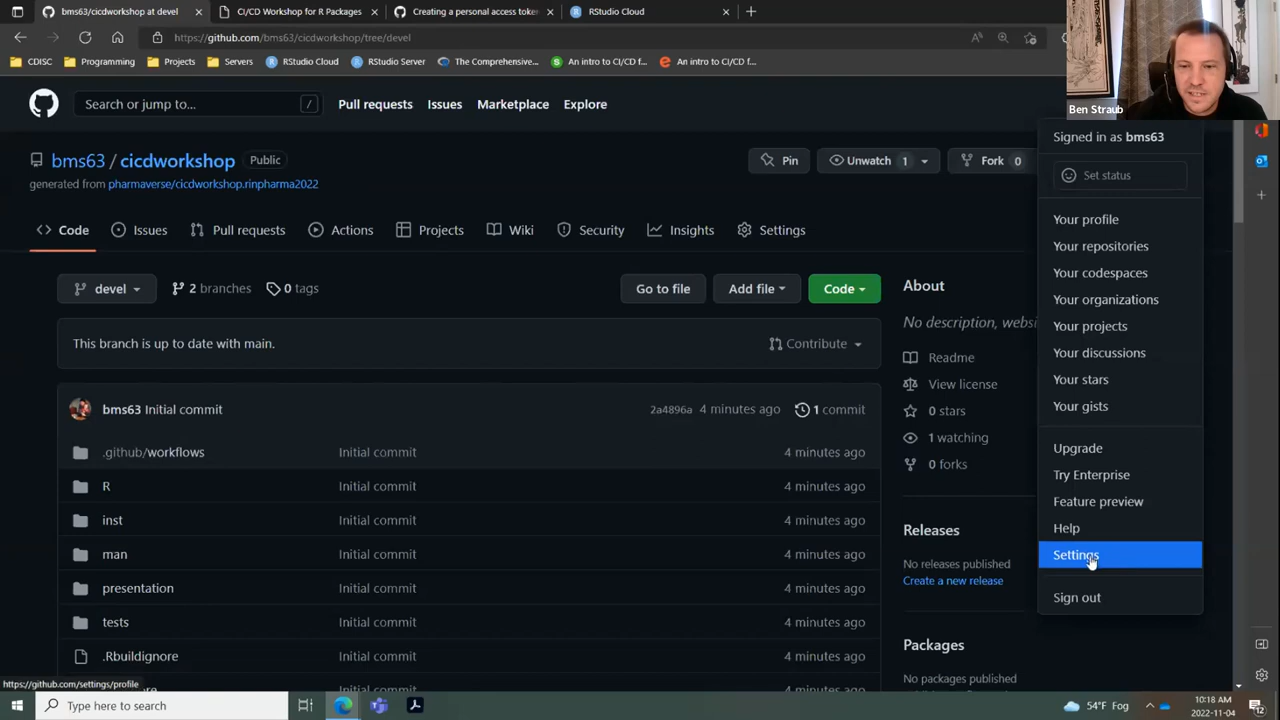 bms63/cicdworkshop at devel
CI/CD Workshop for R Packages
Creating a personal access toke
RStudio Cloud
https://github.com/bms63/cicdworkshop/tree/devel
CDISC
Programming
Projects
Servers
RStudio Cloud
RStudio Server
The Comprehensive...
An intro to CI/CD f...
An intro to CI/CD f...
Ben Straub
Search or jump to...
/
Pull requests
Issues
Marketplace
Explore
Signed in as bms63
bms63 / cicdworkshop
Public
Pin
Unwatch 1
Fork 0
generated from pharmaverse/cicdworkshop.rinpharma2022
Set status
Code
Issues
Pull requests
Actions
Projects
Wiki
Security
Insights
Settings
Your profile
Your repositories
Your codespaces
Your organizations
Your projects
Your discussions
Your stars
Your gists
Upgrade
Try Enterprise
Feature preview
Help
Settings
Sign out
devel
2 branches
0 tags
Go to file
Add file
Code
This branch is up to date with main.
Contribute
bms63 Initial commit
2a4896a 4 minutes ago
1 commit
.github/workflows Initial commit 4 minutes ago
R Initial commit 4 minutes ago
inst Initial commit 4 minutes ago
man Initial commit 4 minutes ago
presentation Initial commit 4 minutes ago
tests Initial commit 4 minutes ago
.Rbuildignore Initial commit 4 minutes ago
Initial commit 4 minutes ago
About
No description, websi
Readme
View license
0 stars
1 watching
0 forks
Releases
No releases published
Create a new release
Packages
No packages published
https://github.com/settings/profile
Type here to search
54°F Fog
10:18 AM
2022-11-04
12